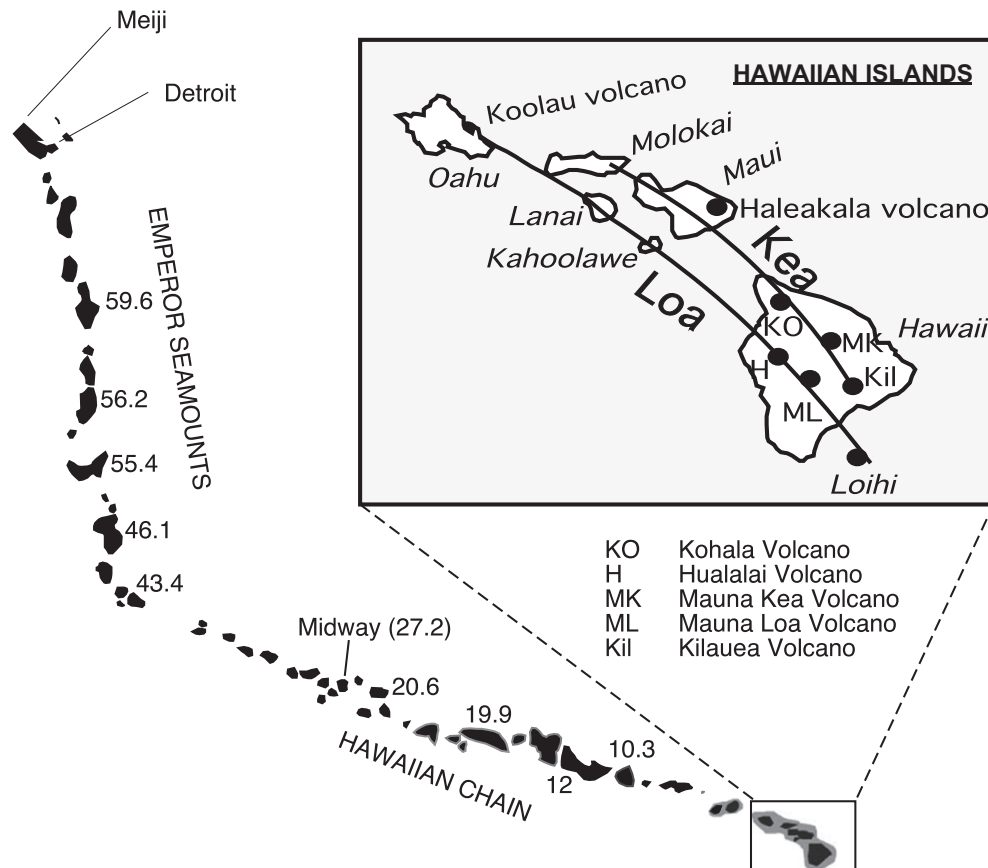 Meiji
Detroit
EMPEROR SEAMOUNTS
59.6
56.2
55.4
46.1
43.4
Midway (27.2)
20.6
19.9
12
10.3
HAWAIIAN CHAIN
HAWAIIAN ISLANDS
Koolau volcano
Oahu
Molokai
Maui
Lanai
Haleakala volcano
Kahoolawe
Kea
Loa
KO
Hawaii
MK
H
Kil
ML
Loihi
KO Kohala Volcano
H Hualalai Volcano
MK Mauna Kea Volcano
ML Mauna Loa Volcano
Kil Kilauea Volcano